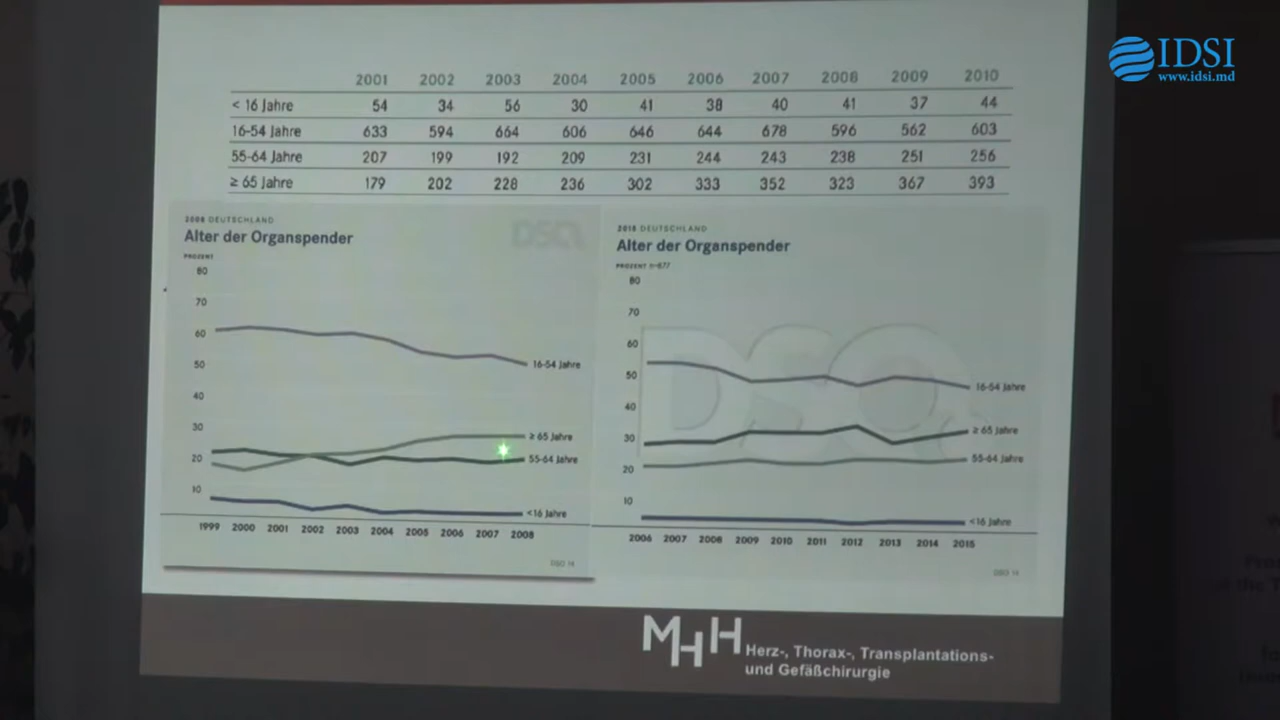 IDSI
www.idsi.md
2001 2002 2003 2004 2005 2006 2007 2008 2009 2010
< 16 Jahre 54 34 56 30 41 38 40 41 37 44
16-54 Jahre 633 594 664 606 646 644 678 596 562 603
55-64 Jahre 207 199 192 209 231 244 243 238 251 256
≥ 65 Jahre 179 202 228 236 302 333 352 323 367 393
2008 DEUTSCHLAND
Alter der Organspender
DSO
PROZENT
80
70
60
50
40
30
20
10
16-54 Jahre
≥ 65 Jahre
55-64 Jahre
<16 Jahre
1999 2000 2001 2002 2003 2004 2005 2006 2007 2008
DSO 14
2015 DEUTSCHLAND
Alter der Organspender
PROZENT n=877
80
70
60
50
40
30
20
10
DSO
16-54 Jahre
≥ 65 Jahre
55-64 Jahre
<16 Jahre
2006 2007 2008 2009 2010 2011 2012 2013 2014 2015
MHH Herz-, Thorax-, Transplantations-
und Gefäßchirurgie